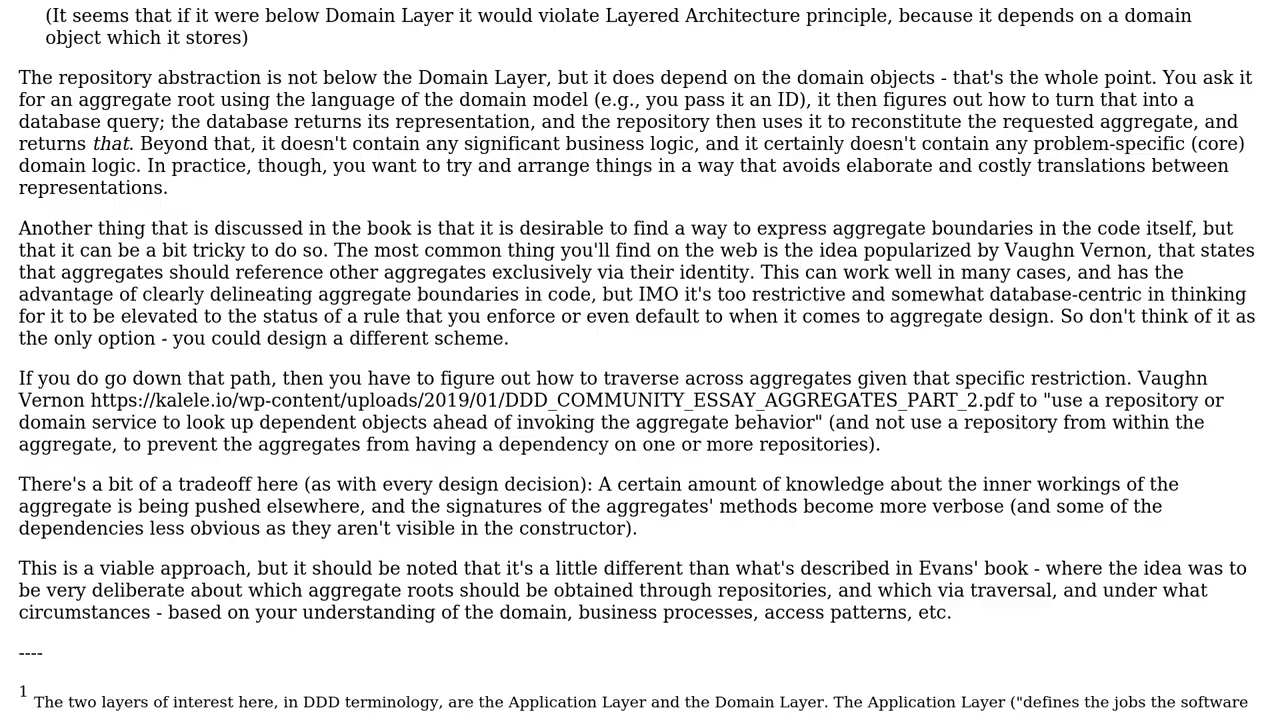 (It seems that if it were below Domain Layer it would violate Layered Architecture principle, because it depends on a domain
object which it stores)
The repository abstraction is not below the Domain Layer, but it does depend on the domain objects - that's the whole point. You ask it
for an aggregate root using the language of the domain model (e.g., you pass it an ID), it then figures out how to turn that into a
database query; the database returns its representation, and the repository then uses it to reconstitute the requested aggregate, and
returns that. Beyond that, it doesn't contain any significant business logic, and it certainly doesn't contain any problem-specific (core)
domain logic. In practice, though, you want to try and arrange things in a way that avoids elaborate and costly translations between
representations.
Another thing that is discussed in the book is that it is desirable to find a way to express aggregate boundaries in the code itself, but
that it can be a bit tricky to do so. The most common thing you'll find on the web is the idea popularized by Vaughn Vernon, that states
that aggregates should reference other aggregates exclusively via their identity. This can work well in many cases, and has the
advantage of clearly delineating aggregate boundaries in code, but IMO it's too restrictive and somewhat database-centric in thinking
for it to be elevated to the status of a rule that you enforce or even default to when it comes to aggregate design. So don't think of it as
the only option - you could design a different scheme.
If you do go down that path, then you have to figure out how to traverse across aggregates given that specific restriction. Vaughn
Vernon https://kalele.io/wp-content/uploads/2019/01/DDD_COMMUNITY_ESSAY_AGGREGATES_PART_2.pdf to "use a repository or
domain service to look up dependent objects ahead of invoking the aggregate behavior" (and not use a repository from within the
aggregate, to prevent the aggregates from having a dependency on one or more repositories).
There's a bit of a tradeoff here (as with every design decision): A certain amount of knowledge about the inner workings of the
aggregate is being pushed elsewhere, and the signatures of the aggregates' methods become more verbose (and some of the
dependencies less obvious as they aren't visible in the constructor).
This is a viable approach, but it should be noted that it's a little different than what's described in Evans' book - where the idea was to
be very deliberate about which aggregate roots should be obtained through repositories, and which via traversal, and under what
circumstances - based on your understanding of the domain, business processes, access patterns, etc.
----
1 The two layers of interest here, in DDD terminology, are the Application Layer and the Domain Layer. The Application Layer ("defines the jobs the software